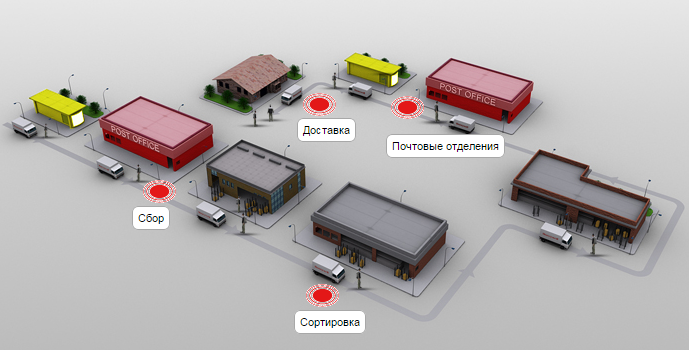 POST OFFICE
Доставка
Почтовые отделения
POST OFFICE
Сбор
Сортировка